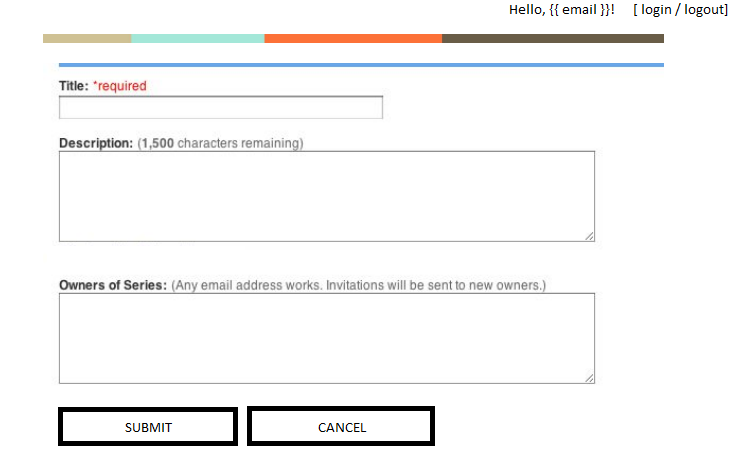 Hello, {{ email }}! [ login / logout]
Title: *required
Description: (1,500 characters remaining)
Owners of Series: (Any email address works. Invitations will be sent to new owners.)
SUBMIT CANCEL